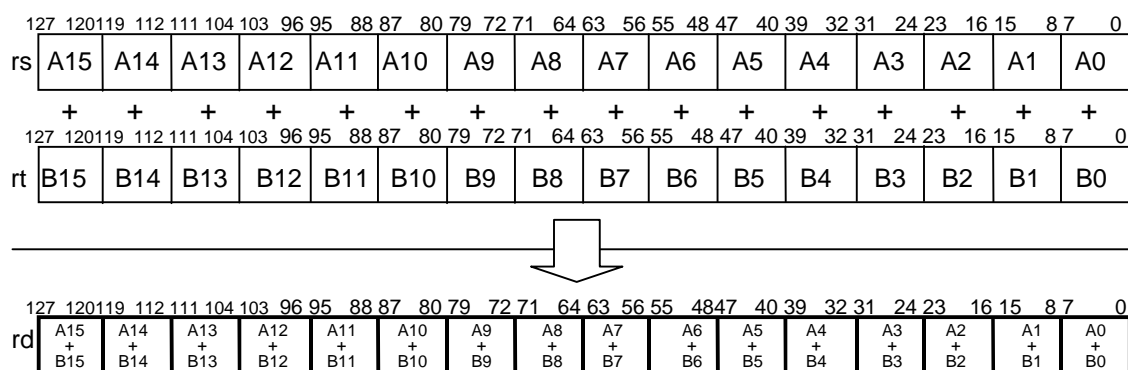 127 120 119 112 111 104 103 96 95 88 87 80 79 72 71 64 63 56 55 48 47 40 39 32 31 24 23 16 15 8 7 0
rs A15 A14 A13 A12 A11 A10 A9 A8 A7 A6 A5 A4 A3 A2 A1 A0
+ + + + + + + + + + + + + + + +
127 120 119 112 111 104 103 96 95 88 87 80 79 72 71 64 63 56 55 48 47 40 39 32 31 24 23 16 15 8 7 0
rt B15 B14 B13 B12 B11 B10 B9 B8 B7 B6 B5 B4 B3 B2 B1 B0
127 120 119 112 111 104 103 96 95 88 87 80 79 72 71 64 63 56 55 48 47 40 39 32 31 24 23 16 15 8 7 0
A15 A14 A13 A12 A11 A10 A9 A8 A7 A6 A5 A4 A3 A2 A1 A0
rd + + + + + + + + + + + + + + + +
B15 B14 B13 B12 B11 B10 B9 B8 B7 B6 B5 B4 B3 B2 B1 B0